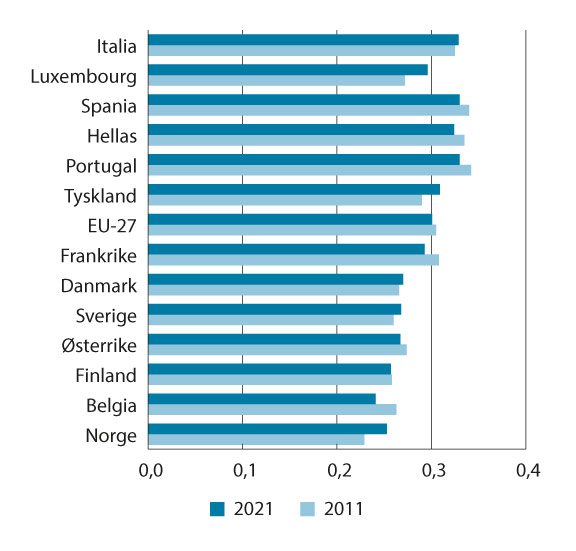 Italia
Luxembourg
Spania
Hellas
Portugal
Tyskland
EU-27
Frankrike
Danmark
Sverige
Østerrike
Finland
Belgia
Norge
0,0 0,1 0,2 0,3 0,4
2021 2011